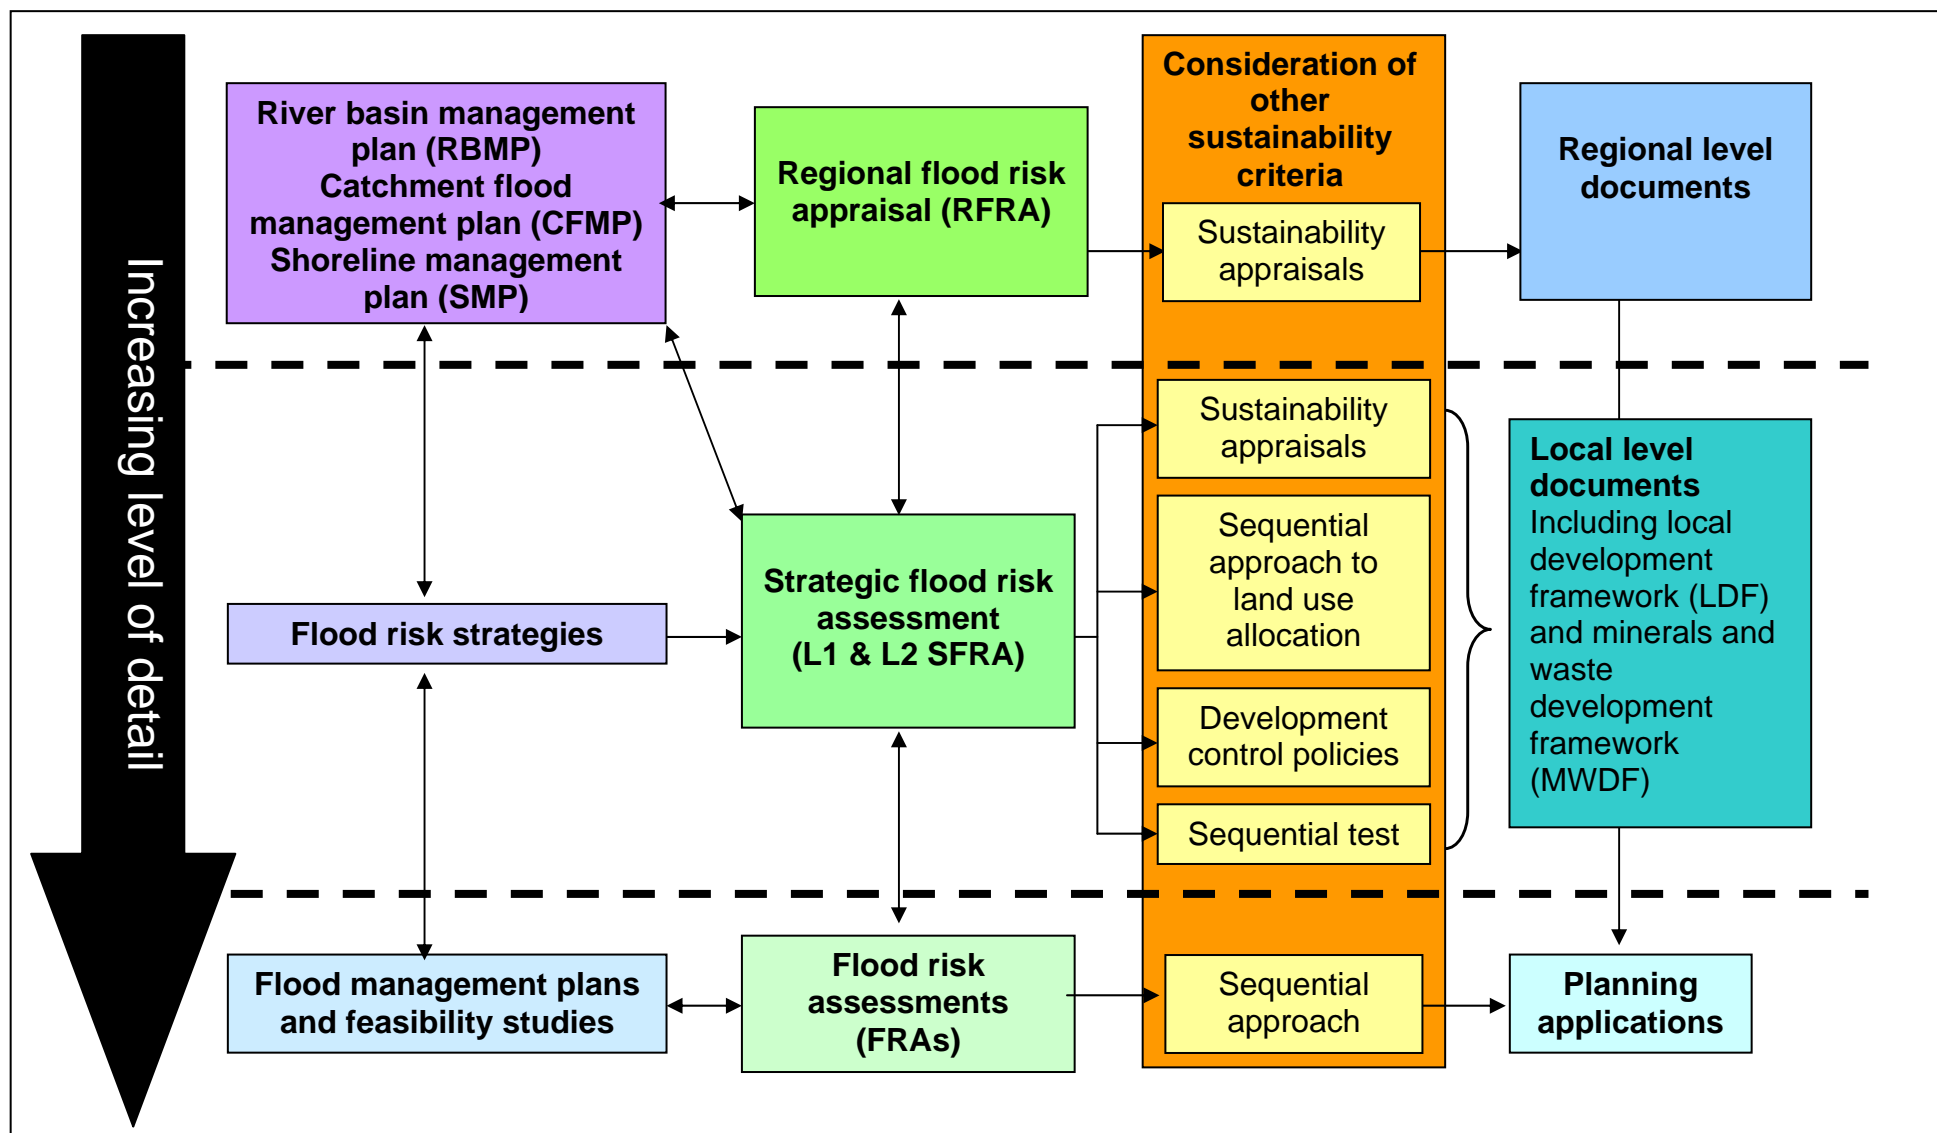 Increasing level of detail
River basin management
plan (RBMP)
Catchment flood
management plan (CFMP)
Shoreline management
plan (SMP)
Regional flood risk
appraisal (RFRA)
Consideration of
other
sustainability
criteria
Sustainability
appraisals
Regional level
documents
Flood risk strategies
Strategic flood risk
assessment
(L1 & L2 SFRA)
Sustainability
appraisals
Sequential
approach to
land use
allocation
Development
control policies
Sequential test
Local level
documents
Including local
development
framework (LDF)
and minerals and
waste
development
framework
(MWDF)
Flood management plans
and feasibility studies
Flood risk
assessments
(FRAs)
Sequential
approach
Planning
applications